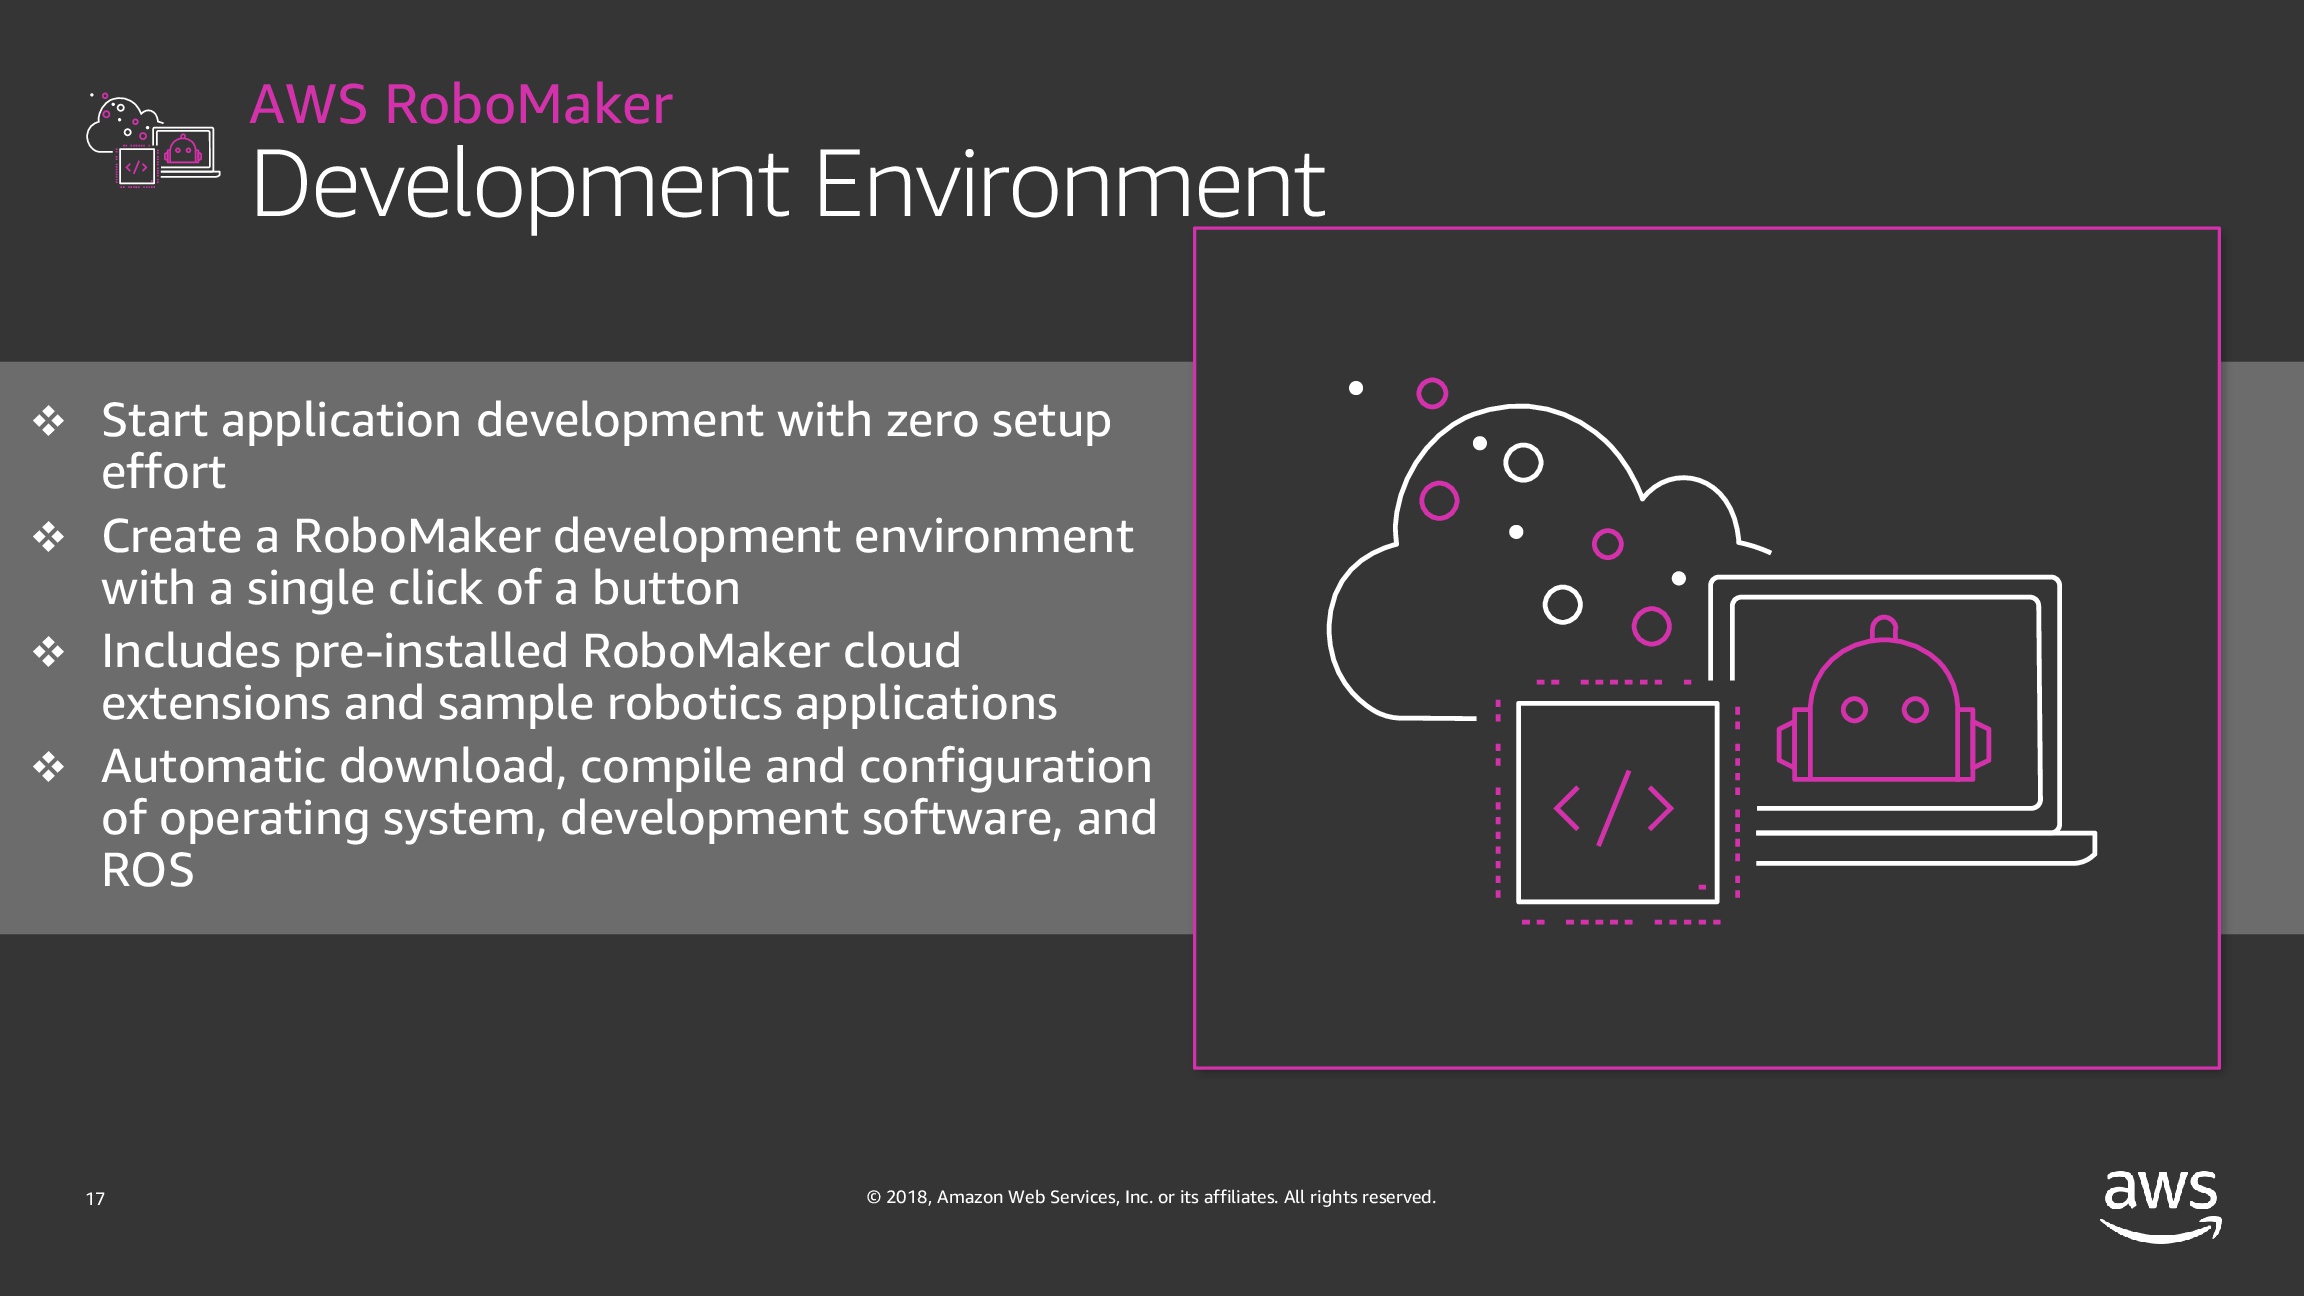 AWS RoboMaker
Development Environment
❖ Start application development with zero setup
effort
❖ Create a RoboMaker development environment
with a single click of a button
❖ Includes pre-installed RoboMaker cloud
extensions and sample robotics applications
❖ Automatic download, compile and configuration
of operating system, development software, and
ROS
</>
17
© 2018, Amazon Web Services, Inc. or its affiliates. All rights reserved.
aws